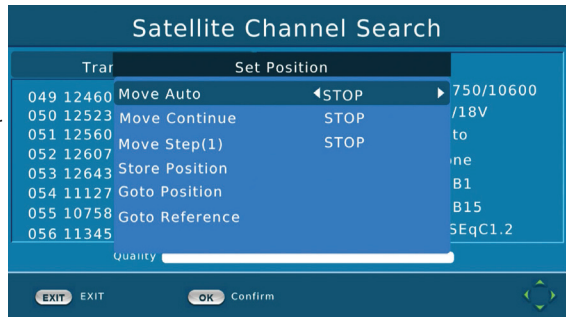 Satellite Channel Search
Tran
Set Position
049 12460
050 12523
051 12560
052 12607
053 12643
054 11127
055 10758
056 11345
Move Auto STOP
Move Continue STOP
Move Step(1) STOP
Store Position
Goto Position
Goto Reference
750/10600
/18V
to
one
B1
B15
SEqC1.2
Quality
EXIT EXIT
OK Confirm